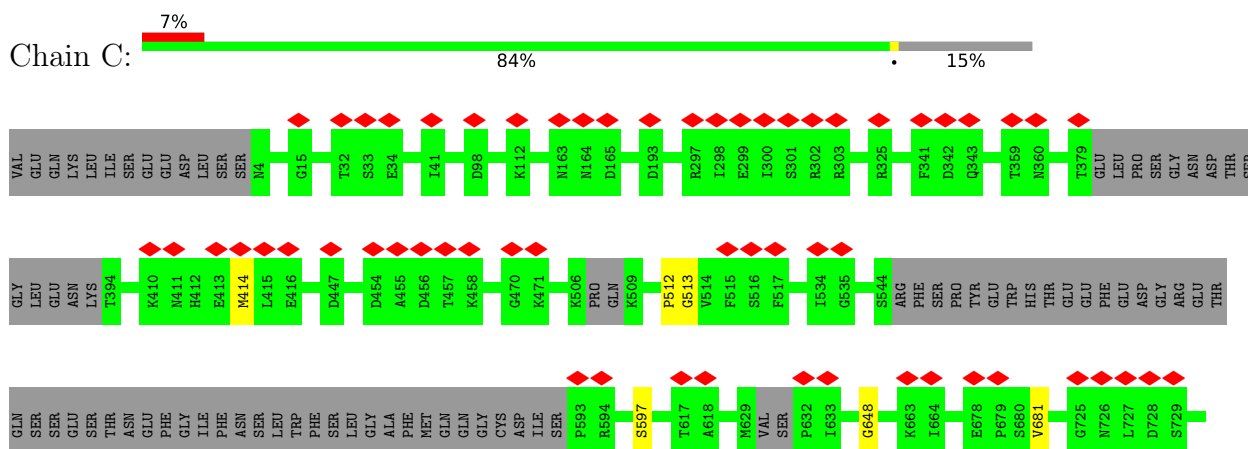 7%
Chain C:
84% • 15%
VAL GLU GLN LYS LEU ILE SER GLU GLU ASP LEU SER SER N4 G15 T32 S33 E34 I41 D98 K112 N163 N164 D165 D193 R297 I298 E299 I300 S301 R302 R303 R325 F341 D342 Q343 T359 N360 T379 GLU LEU PRO SER GLY ASN ASP THR SER
GLY LEU GLU ASN LYS T394 K410 N411 H412 E413 M414 L415 E416 D447 D454 A455 D456 T457 K458 G470 K471 K506 PRO GLN K509 P512 G513 V514 F515 S516 F517 I534 G535 S544 ARG PHE SER PRO TYR GLU TRP HIS THR GLU GLU PHE GLU ASP GLY ARG GLU THR
GLN SER SER GLU SER THR ASN GLU PHE GLY ILE PHE ASN SER LEU TRP PHE SER LEU GLY ALA PHE MET GLN GLN GLY CYS ASP ILE SER P593 R594 S597 T617 A618 M629 VAL SER P632 I633 G648 K663 I664 E678 P679 S680 V681 G725 N726 L727 D728 S729